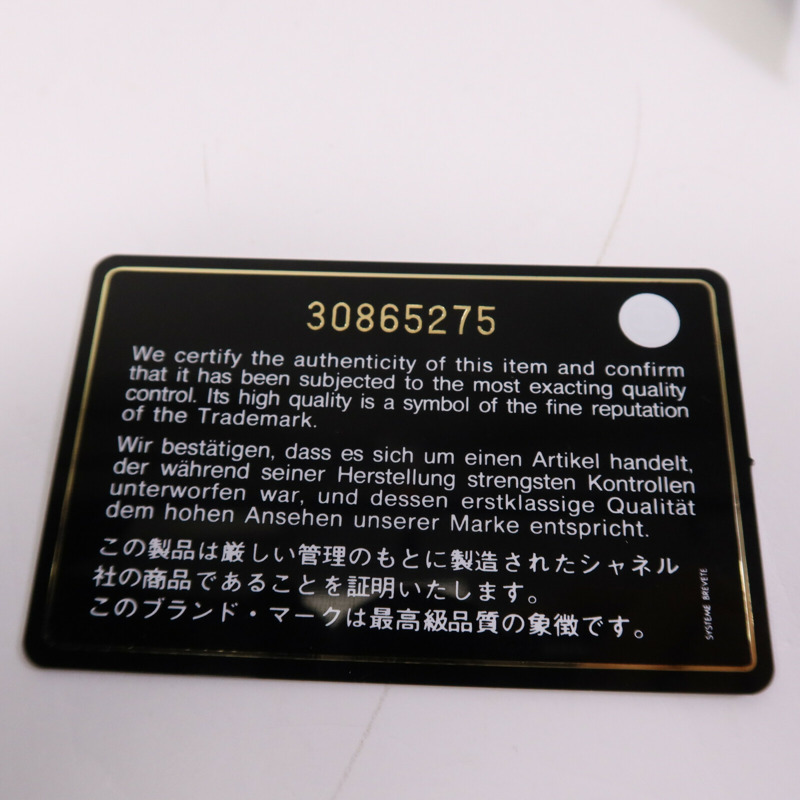 30865275
We certify the authenticity of this item and confirm
that it has been subjected to the most exacting quality
control. Its high quality is a symbol of the fine reputation
of the Trademark.
Wir bestätigen, dass es sich um einen Artikel handelt,
der während seiner Herstellung strengsten Kontrollen
unterworfen war, und dessen erstklassige Qualität
dem hohen Ansehen unserer Marke entspricht.
この製品は厳しい管理のもとに製造されたシャネル
社の商品であることを証明いたします。
このブランド・マークは最高級品質の象徴です。
SYSTEME BREVETE